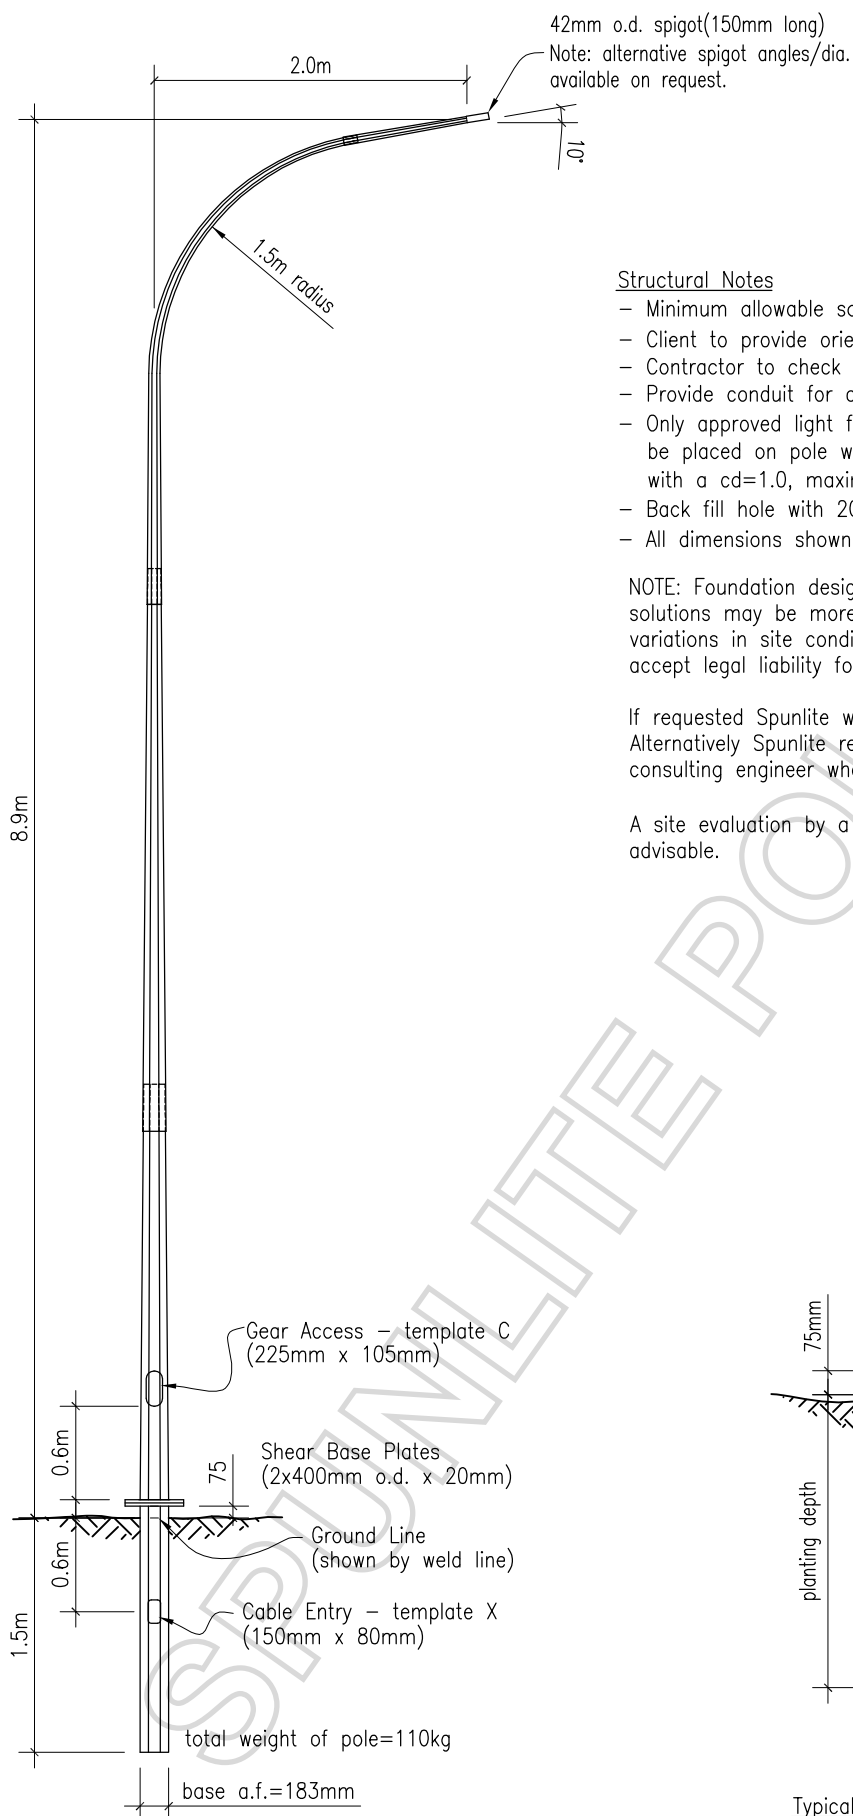 42mm o.d. spigot(150mm long)
Note: alternative spigot angles/dia.
available on request.
2.0m
10°
1.5m radius
Structural Notes
– Minimum allowable
– Client to provide
– Contractor to check
– Provide conduit for
– Only approved light
be placed on pole
with a cd=1.0,
– Back fill hole with
– All dimensions shown
NOTE: Foundation
solutions may be more
variations in site
accept legal liability
If requested Spunlite
Alternatively Spunlite
consulting engineer
A site evaluation by a
advisable.
8.9m
SPUNLITE
Gear Access – template C
(225mm x 105mm)
0.6m
Shear Base Plates
(2x400mm o.d. x 20mm)
75
Ground Line
(shown by weld line)
0.6m
Cable Entry – template X
(150mm x 80mm)
1.5m
total weight of pole=110kg
base a.f.=183mm
75mm
planting depth
Typical